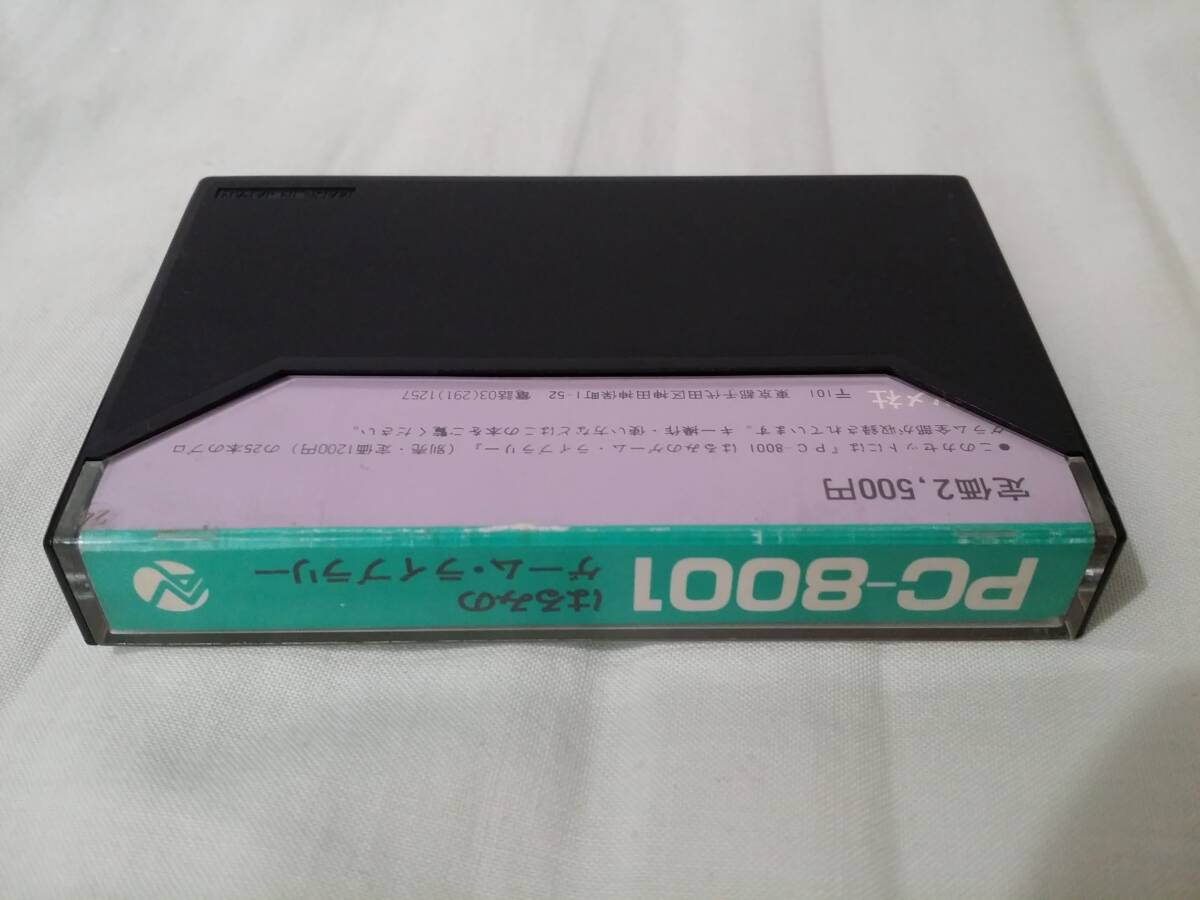 PC-8001
はるみの
ゲーム・ライブラリー
定価2,500円
●このカセットには『PC-8001 はるみのゲーム・ライブラリー』(別売・定価1200円)の25本のプロ
グラム全部が収録されています。キー操作・使い方などはこの本をご覧ください。
ツメ社 〒101 東京都千代田区神田神保町1-52 電話03(291)1257